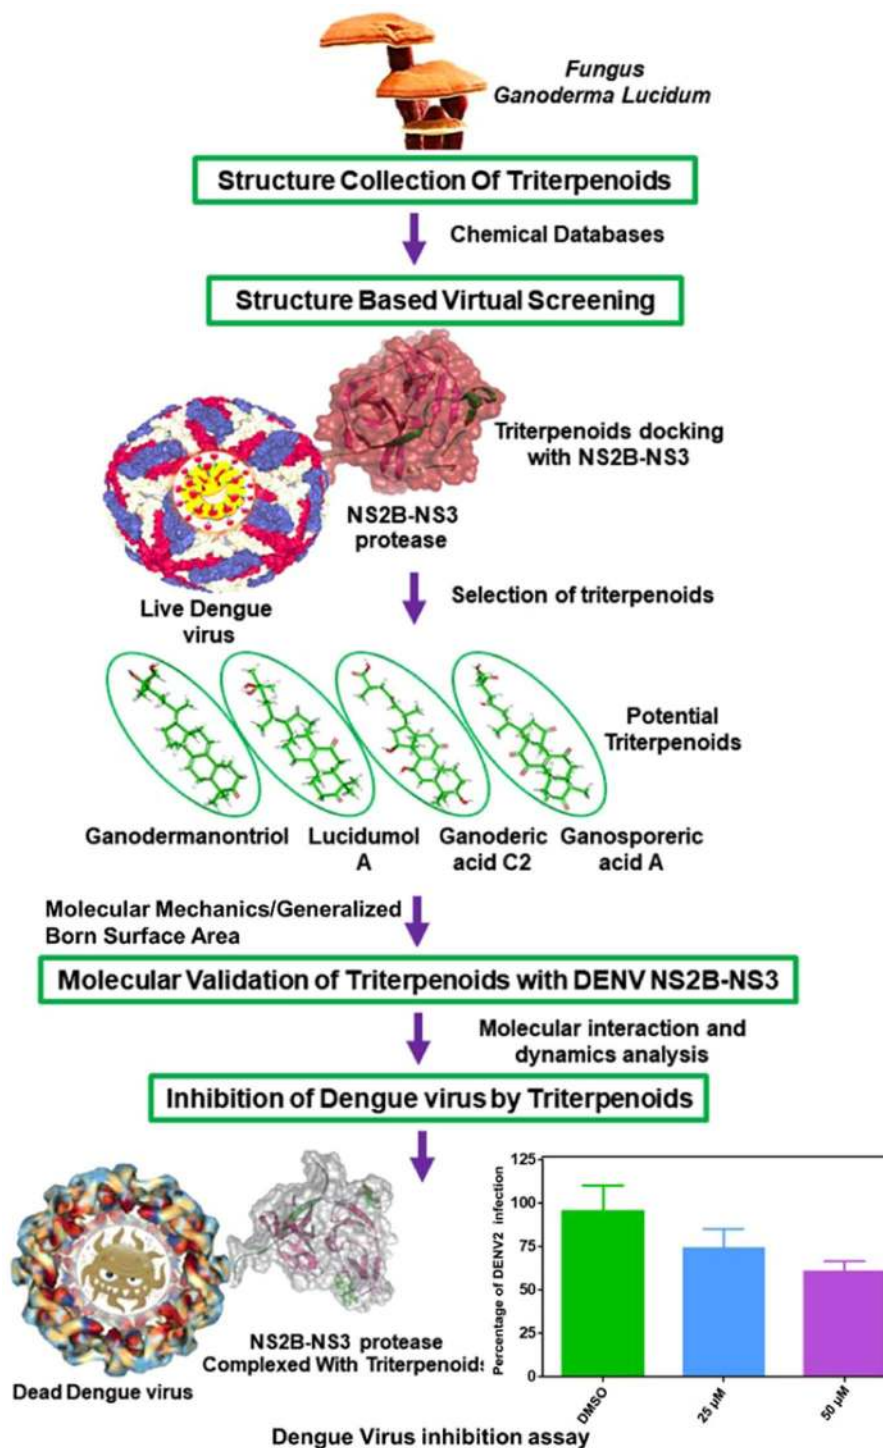 Fungus
Ganoderma Lucidum
Structure Collection Of Triterpenoids
Chemical Databases
Structure Based Virtual Screening
Triterpenoids docking
with NS2B-NS3
NS2B-NS3
protease
Live Dengue
virus
Selection of triterpenoids
Potential
Triterpenoids
Ganodermanontriol
Lucidumol
A
Ganoderic
acid C2
Ganosporeric
acid A
Molecular Mechanics/Generalized
Born Surface Area
Molecular Validation of Triterpenoids with DENV NS2B-NS3
Molecular interaction and
dynamics analysis
Inhibition of Dengue virus by Triterpenoids
Dead Dengue virus
NS2B-NS3 protease
Complexed With Triterpenoids
Percentage of DENV2 infection
125
100
75
50
25
0
DMSO
25 µM
50 µM
Dengue Virus inhibition assay